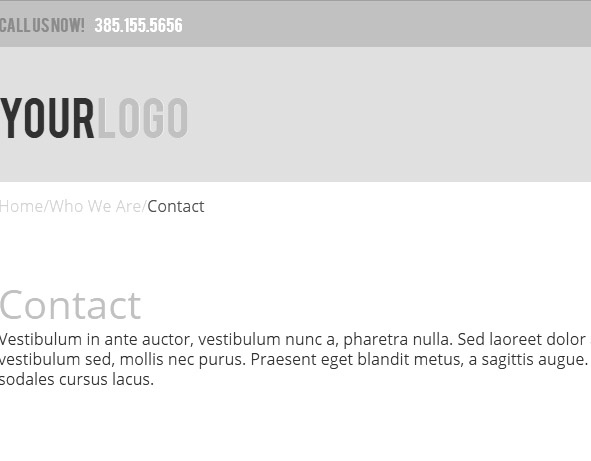 CALL US NOW! 385.155.5656
YOURLOGO
Home/Who We Are/Contact
Contact
Vestibulum in ante auctor, vestibulum nunc a, pharetra nulla. Sed laoreet dolor
vestibulum sed, mollis nec purus. Praesent eget blandit metus, a sagittis augue.
sodales cursus lacus.